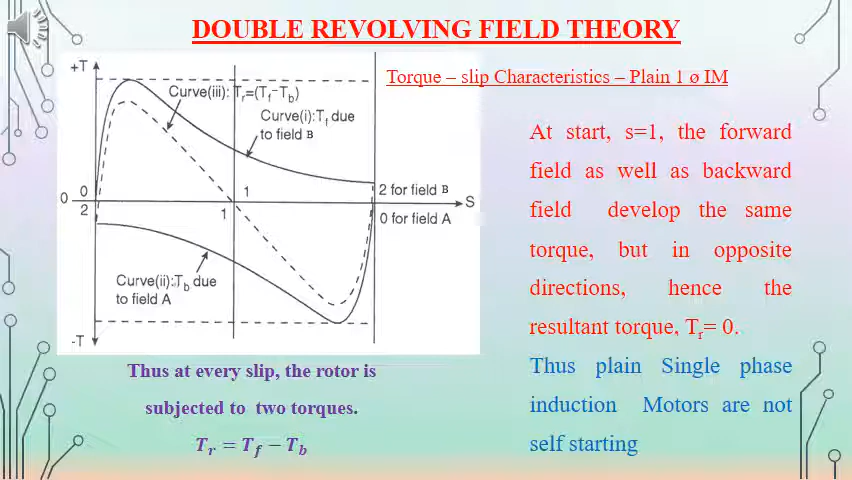 DOUBLE REVOLVING FIELD THEORY
Torque – slip Characteristics – Plain 1 ø IM
+T
Curve(iii): Tr=(Tf–Tb)
Curve(i):Tf due
to field B
0
0
1
2 for field B
S
2
1
0 for field A
Curve(ii):Tb due
to field A
-T
At start, s=1, the forward
field as well as backward
field develop the same
torque, but in opposite
directions, hence the
resultant torque, Tr= 0.
Thus plain Single phase
induction Motors are not
self starting
Thus at every slip, the rotor is
subjected to two torques.
Tr = Tf – Tb